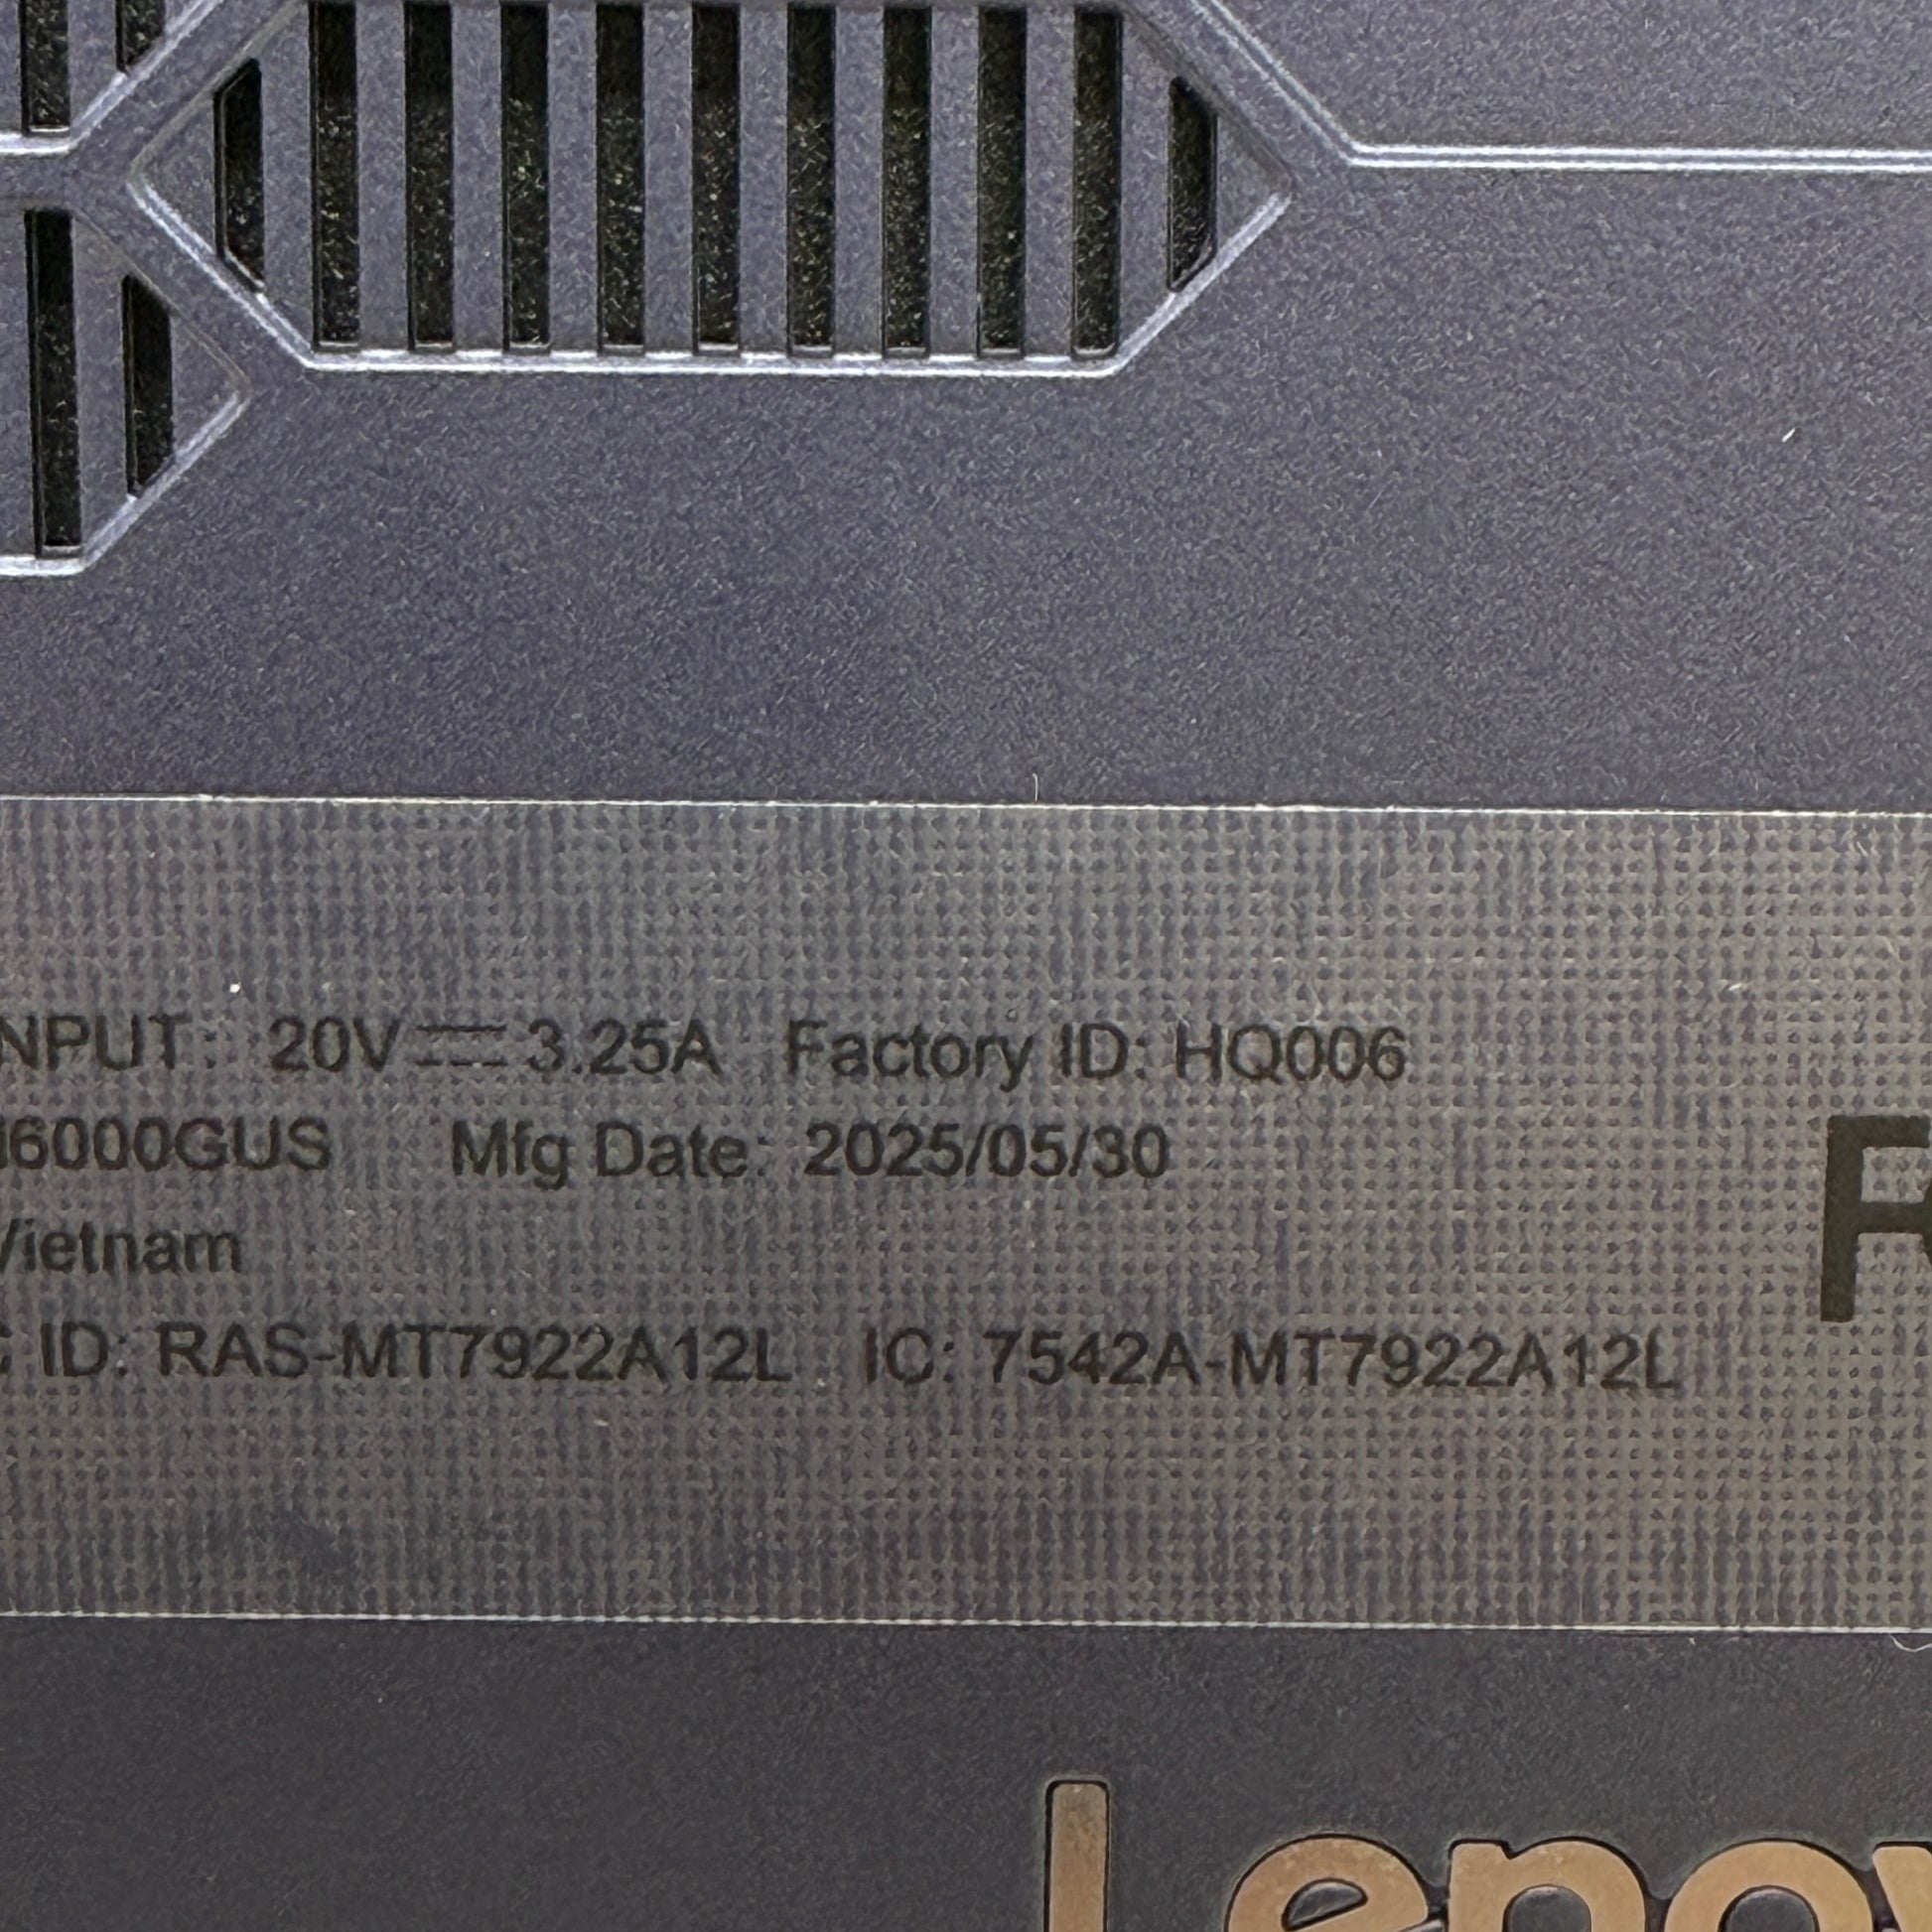 NPUT: 20V⎓3.25A Factory ID: HQ006
6000GUS Mfg Date: 2025/05/30
Vietnam
C ID: RAS-MT7922A12L IC: 7542A-MT7922A12L
R
Lenov